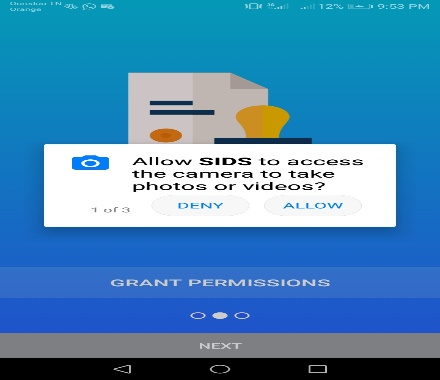 Orange
12% 9:53 PM
Allow SIDS to access
the camera to take
photos or videos?
1 of 3 DENY ALLOW
GRANT PERMISSIONS
NEXT